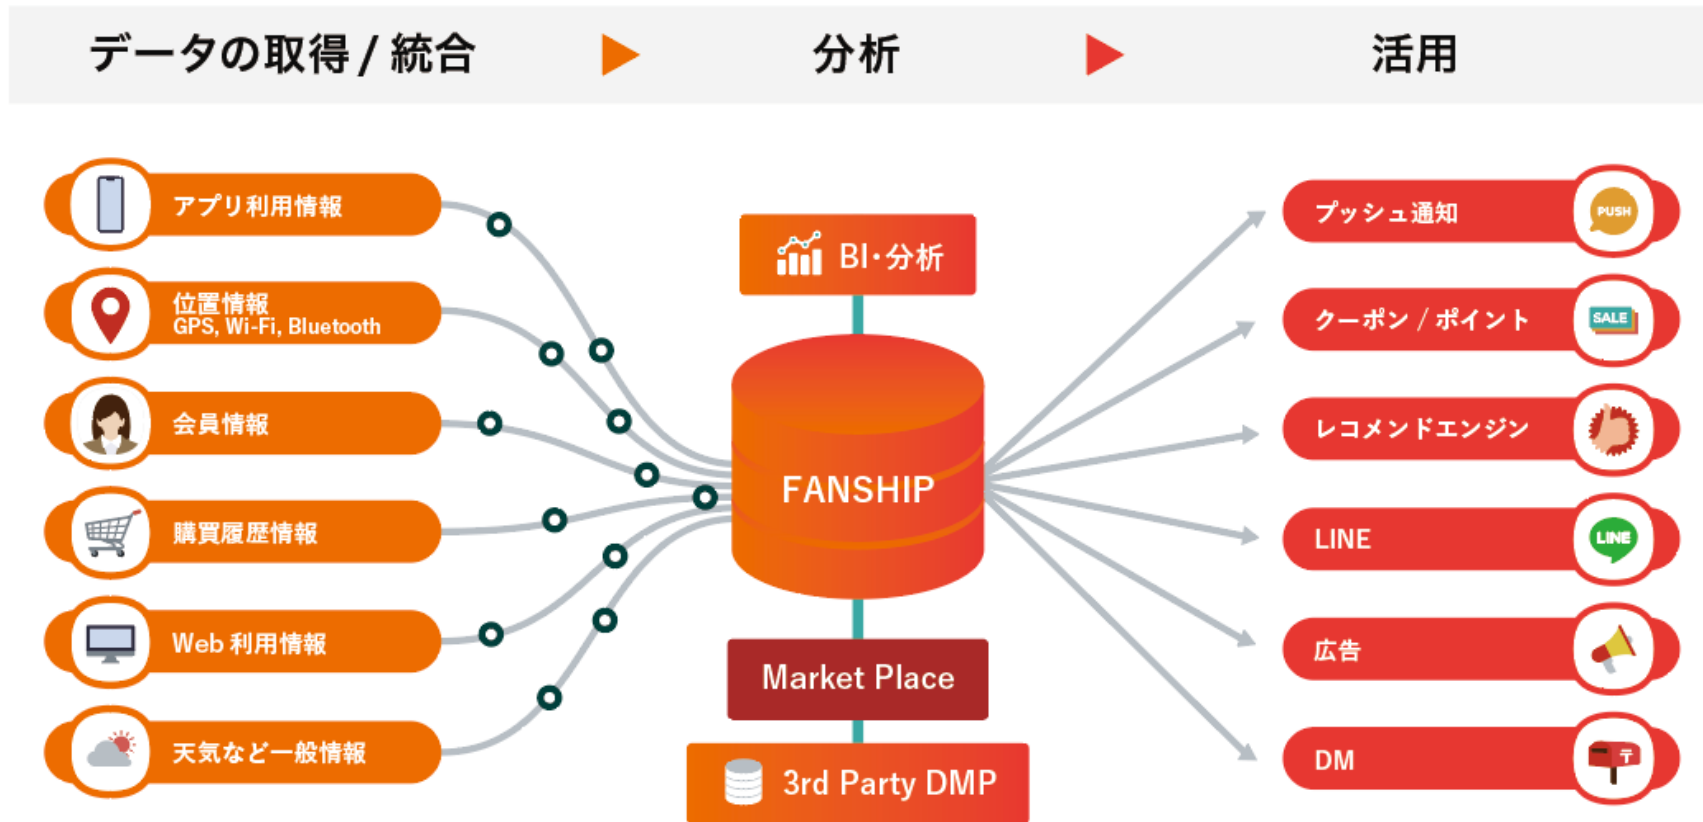 データの取得 / 統合
分析
活用
アプリ利用情報
位置情報
GPS, Wi-Fi, Bluetooth
会員情報
購買履歴情報
Web 利用情報
天気など一般情報
BI・分析
FANSHIP
Market Place
3rd Party DMP
プッシュ通知
PUSH
クーポン / ポイント
SALE
レコメンドエンジン
LINE
LINE
広告
DM
〒